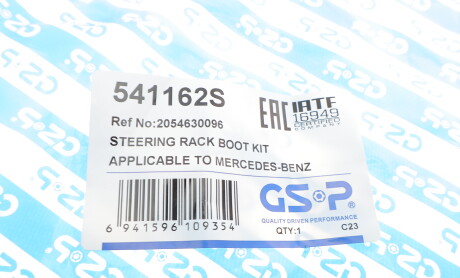 541162S
EAC IATF
16949
CERTIFIED
COMPANY
Ref No:2054630096
STEERING RACK BOOT KIT
APPLICABLE TO MERCEDES-BENZ
GSP
QUALITY DRIVEN PERFORMANCE
6 941596 109354
QTY:1 C23